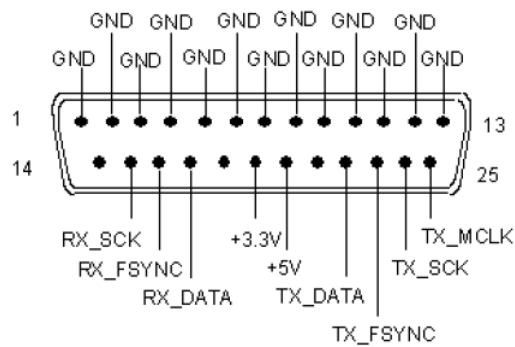 GND GND GND GND GND GND
GND GND GND GND GND GND GND
1 13
14 25
RX_SCK +3.3V TX_MCLK
RX_FSYNC +5V TX_SCK
RX_DATA TX_DATA
TX_FSYNC